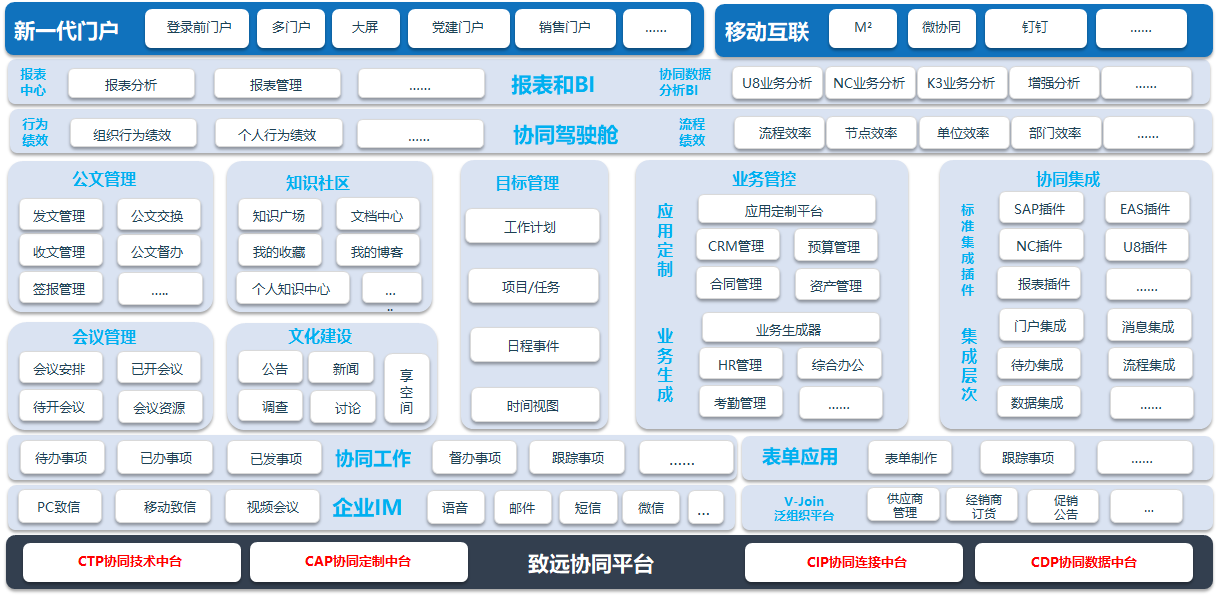 新一代门户 登录前门户 多门户 大屏 党建门户 销售门户 ......
移动互联 M² 微协同 钉钉 ......
报表中心 报表分析 报表管理 ...... 报表和BI 协同数据分析BI U8业务分析 NC业务分析 K3业务分析 增强分析 ......
行为绩效 组织行为绩效 个人行为绩效 ...... 协同驾驶舱 流程绩效 流程效率 节点效率 单位效率 部门效率 ......
公文管理
发文管理 公文交换
收文管理 公文督办
签报管理 .....
知识社区
知识广场 文档中心
我的收藏 我的博客
个人知识中心 .....
会议管理
会议安排 已开会议
待开会议 会议资源
文化建设
公告 新闻
调查 讨论
享空间
目标管理
工作计划
项目/任务
日程事件
时间视图
业务管控
应用定制
应用定制平台
CRM管理 预算管理
合同管理 资产管理
业务生成
业务生成器
HR管理 综合办公
考勤管理 ......
协同集成
标准集成插件
SAP插件 EAS插件
NC插件 U8插件
报表插件 ......
集成层次
门户集成 消息集成
待办集成 流程集成
数据集成 ......
待办事项 已办事项 已发事项 协同工作 督办事项 跟踪事项 ......
表单应用 表单制作 跟踪事项 ......
PC致信 移动致信 视频会议 企业IM 语音 邮件 短信 微信 ...
V-Join
泛组织平台
供应商管理 经销商订货 促销公告 ...
CTP协同技术中台 CAP协同定制中台 致远协同平台 CIP协同连接中台 CDP协同数据中台